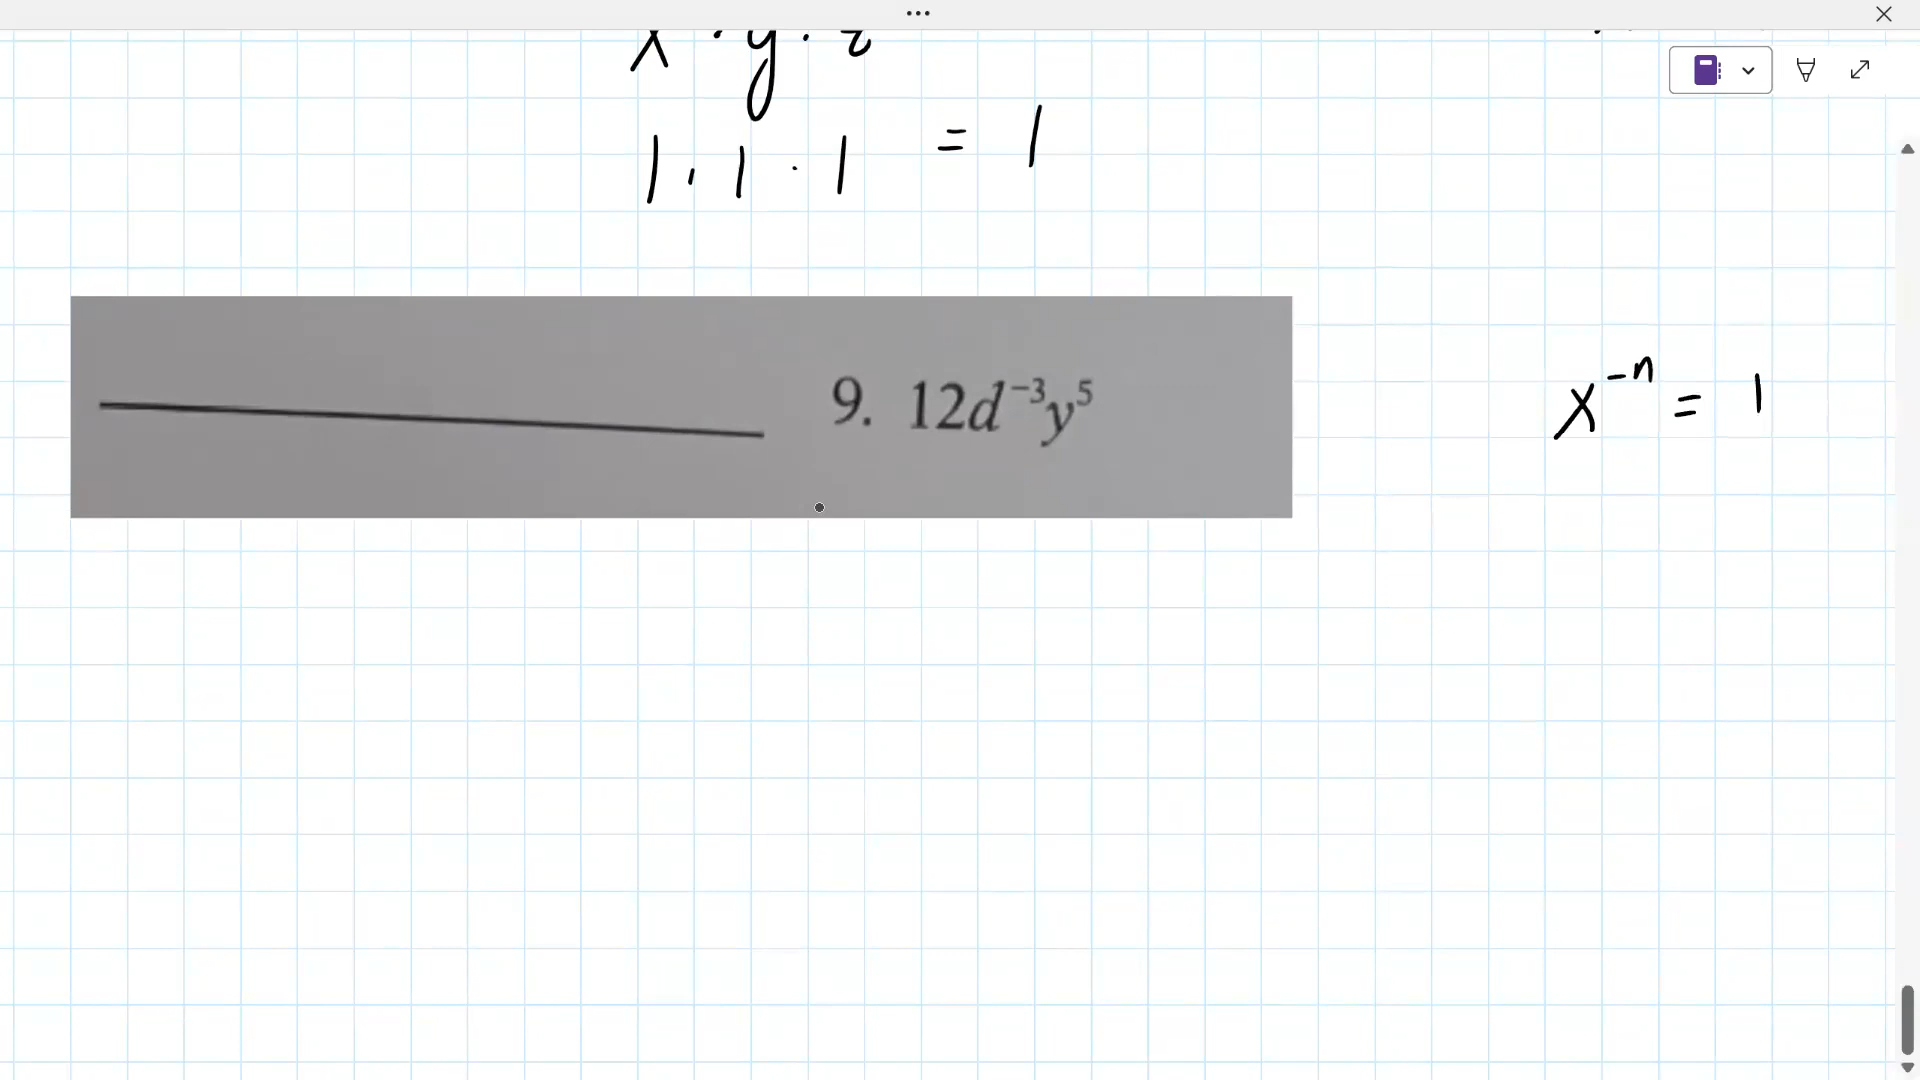 x · y · z
1 · 1 · 1 = 1
9. 12d⁻³y⁵
x⁻ⁿ = 1